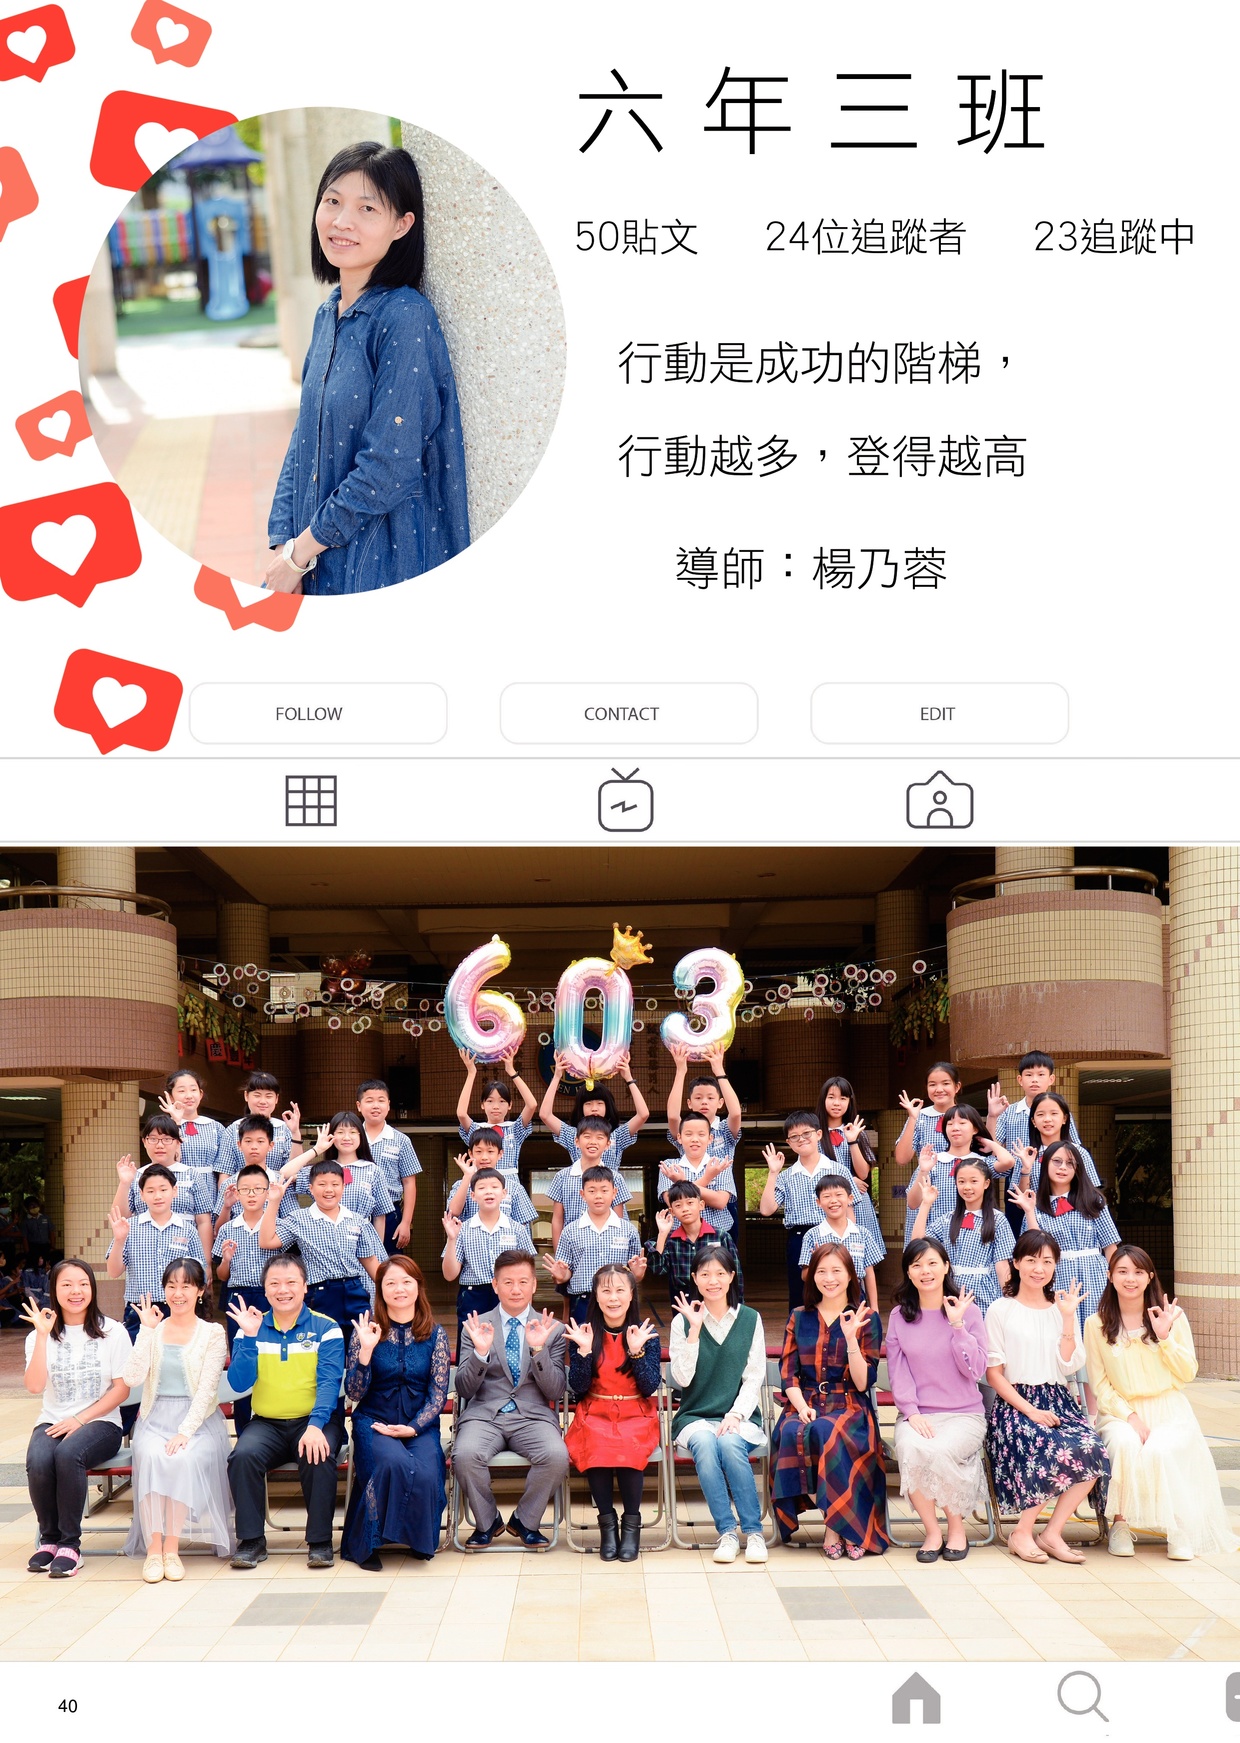 六年三班
50貼文 24位追蹤者 23追蹤中
行動是成功的階梯，
行動越多，登得越高
導師：楊乃蓉
FOLLOW CONTACT EDIT
603
40